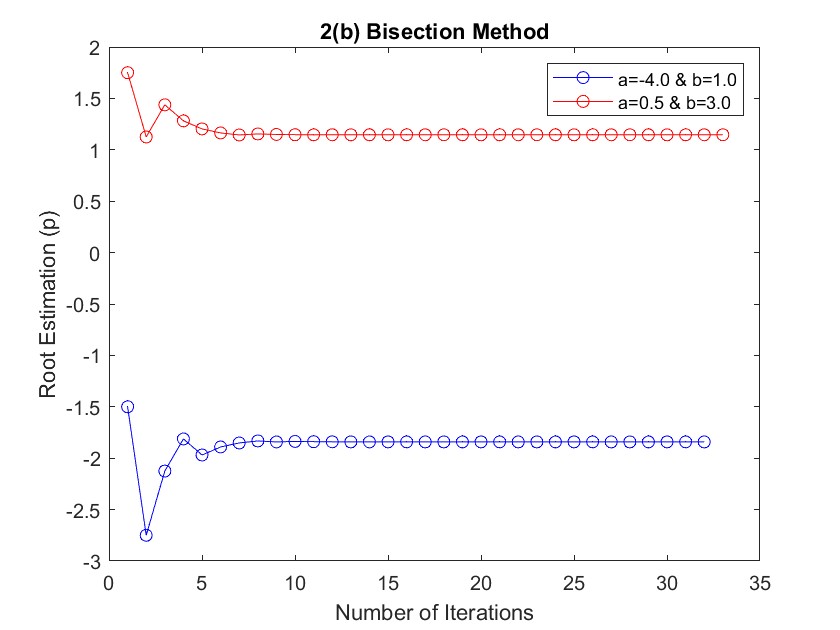 2(b) Bisection Method
a=-4.0 & b=1.0
a=0.5 & b=3.0
2
1.5
1
0.5
0
-0.5
-1
-1.5
-2
-2.5
-3
Root Estimation (p)
0 5 10 15 20 25 30 35
Number of Iterations